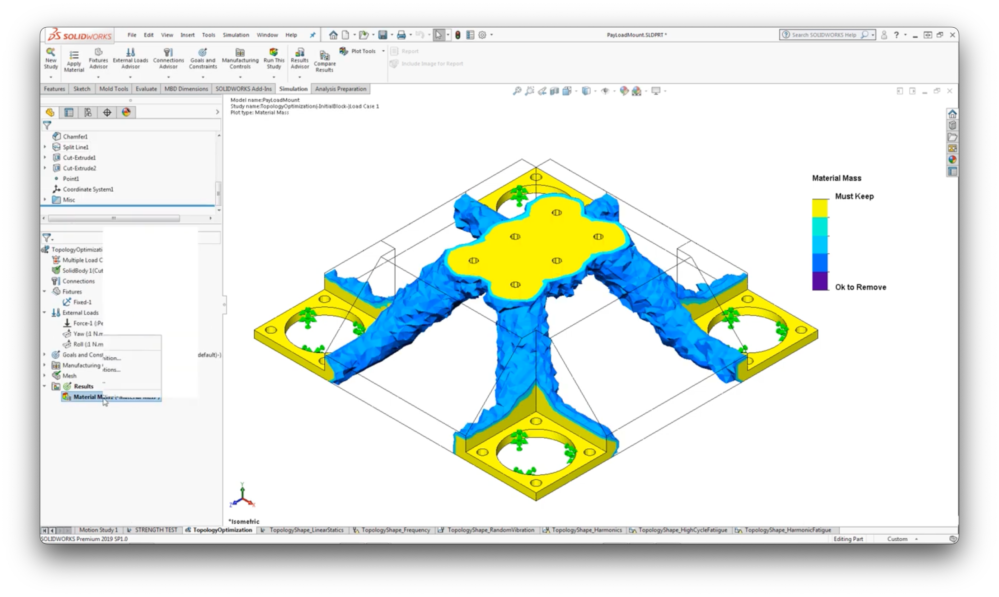 SOLIDWORKS File Edit View Insert Tools Simulation Window Help PayLoadMount.SLDPRT * Search SOLIDWORKS Help
New Study
Apply Material
Fixtures Advisor
External Loads Advisor
Connections Advisor
Goals and Constraints
Manufacturing Controls
Run This Study
Results Advisor
Compare Results
Plot Tools
Report
Include Image for Report
Features Sketch Mold Tools Evaluate MBD Dimensions SOLIDWORKS Add-Ins Simulation Analysis Preparation
Model name:PayLoadMount
Study name:TopologyOptimization(-InitialBlock-)Load Case 1
Plot type: Material Mass
Chamfer1
Split Line1
Cut-Extrude1
Cut-Extrude2
Point1
Coordinate System1
Misc
TopologyOptimizati
Multiple Load C
SolidBody 1(Cut
Connections
Fixtures
Fixed-1
External Loads
Force-1 (:Pe
Yaw (:1 N.m
Roll (:1 N.m
Goals and Const default)-)
ition...
Manufacturing
tions...
Mesh
Results
Material M
Material Mass
Must Keep
Ok to Remove
Y
Z X
*Isometric
Motion Study 1 STRENGTH TEST TopologyOptimization TopologyShape_LinearStatics TopologyShape_Frequency TopologyShape_RandomVibration TopologyShape_Harmonics TopologyShape_HighCycleFatiigue TopologyShape_HarmonicFatigue
SOLIDWORKS Premium 2019 SP1.0 Editing Part Custom